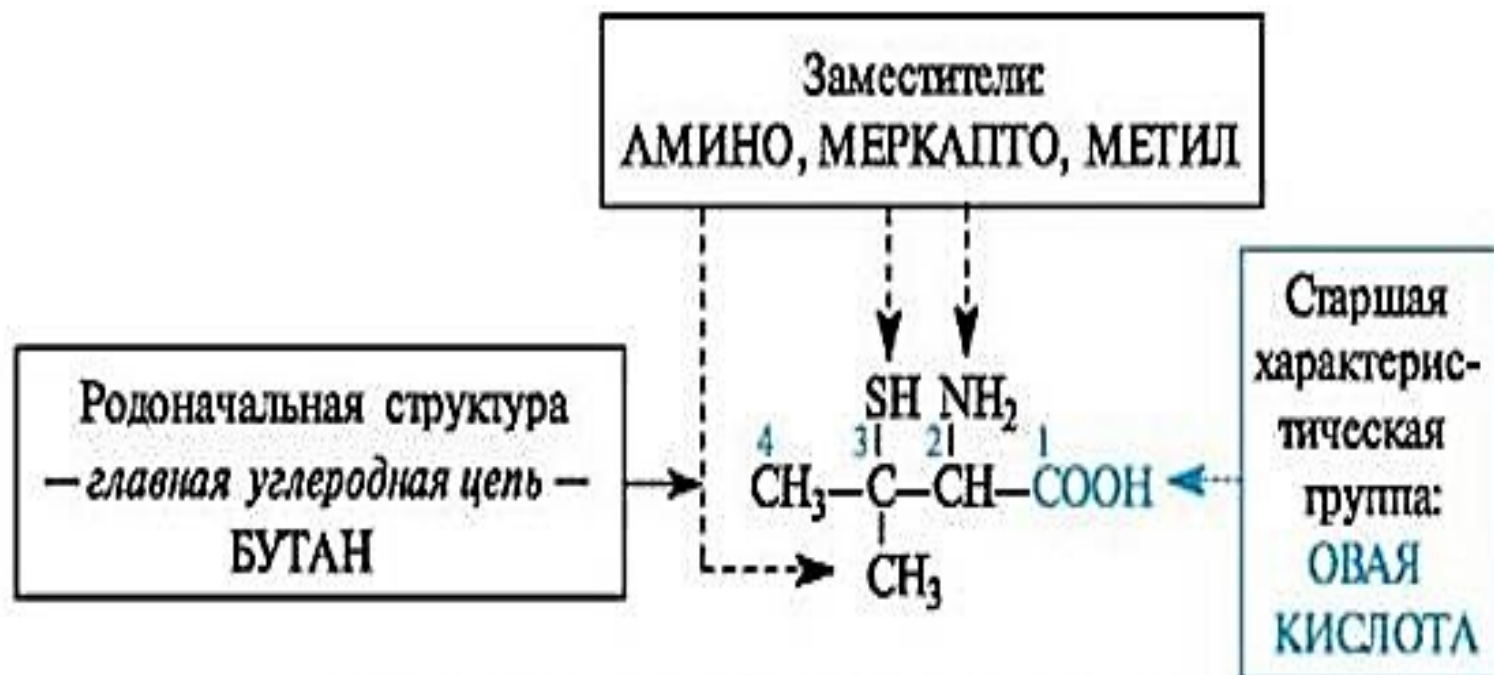 Заместители:
АМИНО, МЕРКАПТО, МЕТИЛ
Родоначальная структура
— главная углеродная цепь —
БУТАН
SH NH₂
4 3 2 1
CH₃—C—CH—COOH
CH₃
Старшая
характерис-
тическая
группа:
ОВАЯ
КИСЛОТА